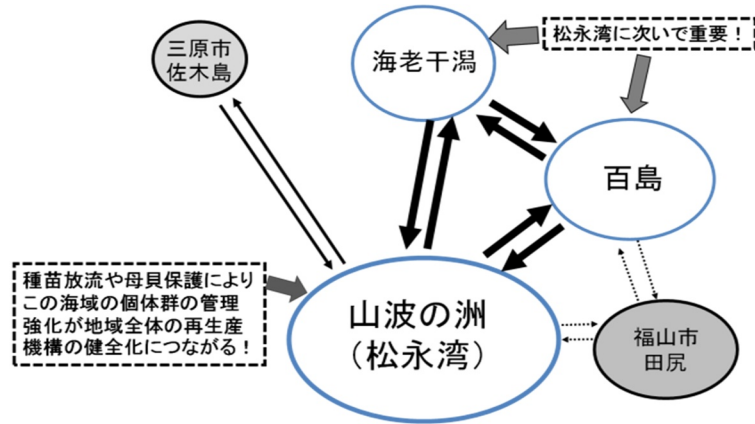 三原市
佐木島
海老干潟
松永湾に次いで重要！
百島
種苗放流や母貝保護により
この海域の個体群の管理
強化が地域全体の再生産
機構の健全化につながる！
山波の洲
（松永湾）
福山市
田尻